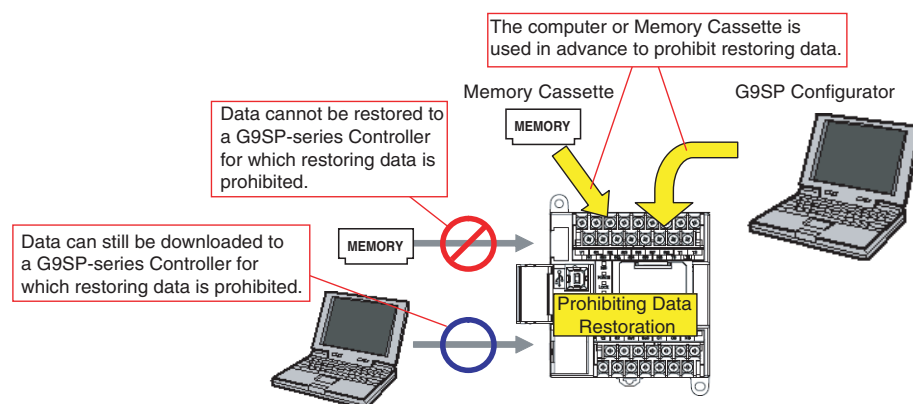 The computer or Memory Cassette is
used in advance to prohibit restoring data.
Memory Cassette
G9SP Configurator
MEMORY
Data cannot be restored to
a G9SP-series Controller
for which restoring data is
prohibited.
Data can still be downloaded to
a G9SP-series Controller for
which restoring data is prohibited.
MEMORY
Prohibiting Data
Restoration